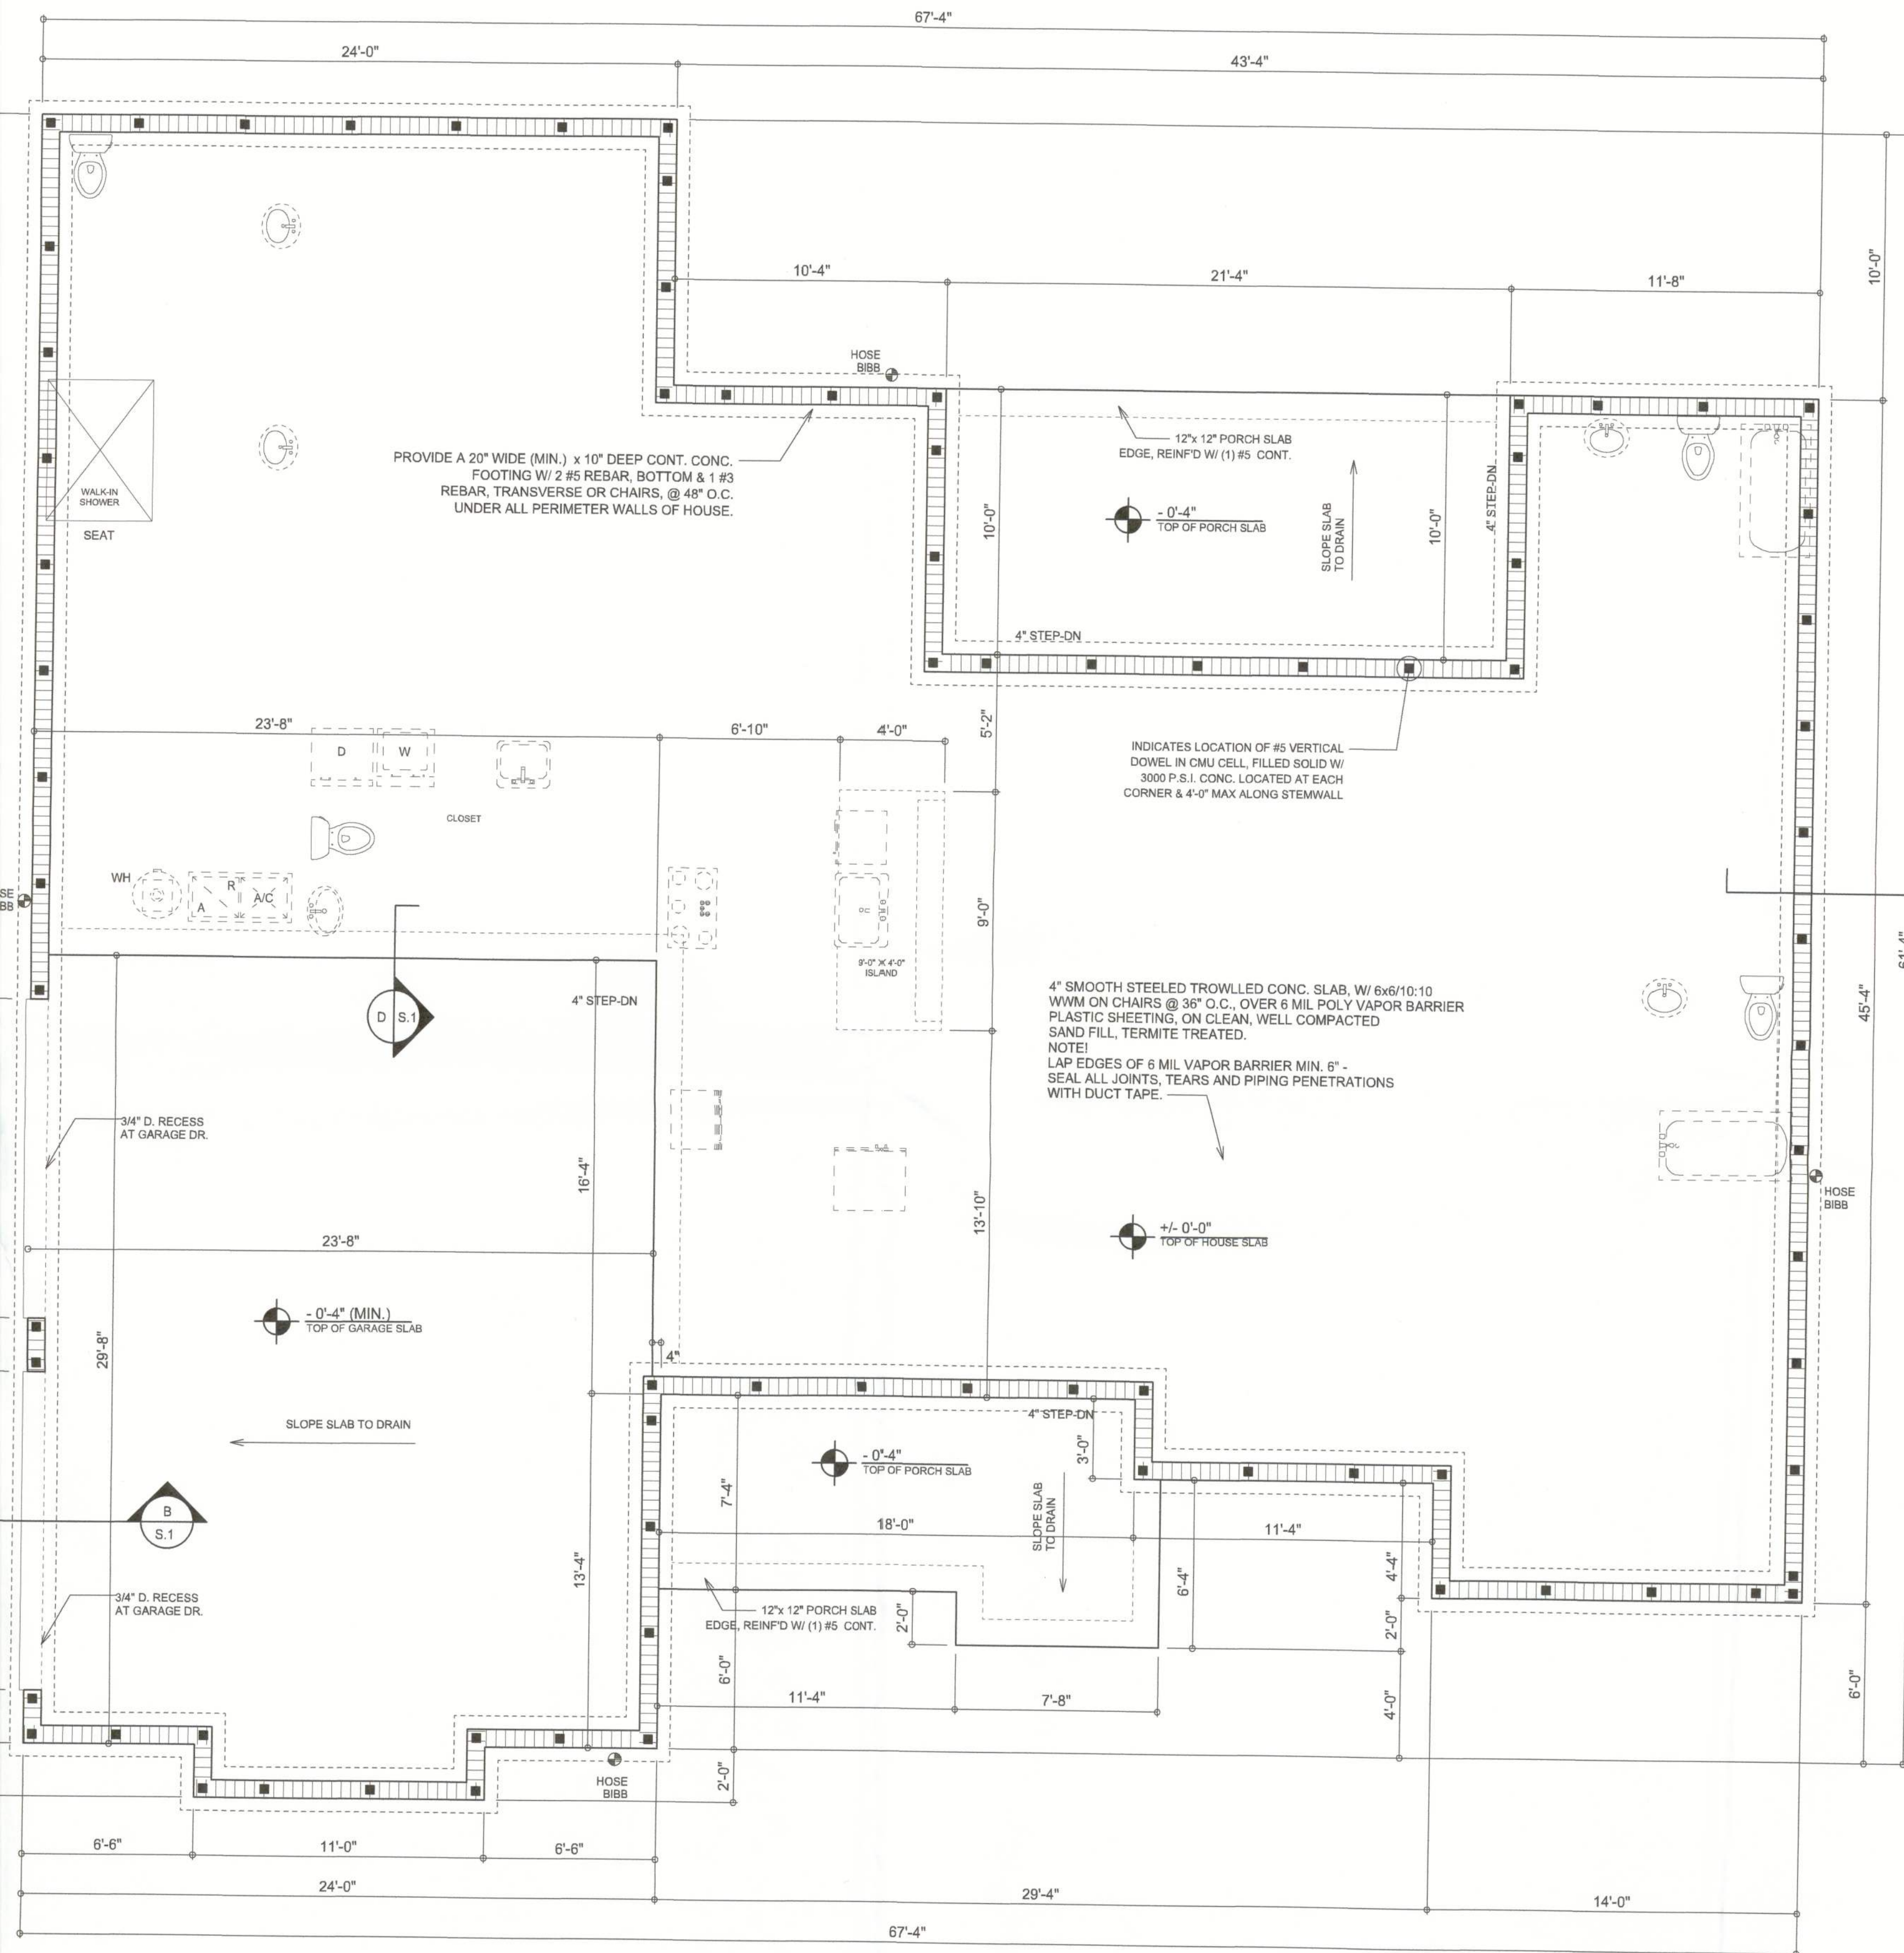 67'-4"
24'-0"
43'-4"
10'-0"
10'-4"
21'-4"
11'-8"
HOSE
BIBB
12"x 12" PORCH SLAB
EDGE, REINF'D W/ (1) #5 CONT.
PROVIDE A 20" WIDE (MIN.) x 10" DEEP CONT. CONC.
FOOTING W/ 2 #5 REBAR, BOTTOM & 1 #3
REBAR, TRANSVERSE OR CHAIRS, @ 48" O.C.
UNDER ALL PERIMETER WALLS OF HOUSE.
WALK-IN
SHOWER
SEAT
10'-0"
- 0'-4"
TOP OF PORCH SLAB
SLOPE SLAB
TO DRAIN
10'-0"
4" STEP-DN
4" STEP-DN
23'-8"
6'-10"
4'-0"
5'-2"
D
W
INDICATES LOCATION OF #5 VERTICAL
DOWEL IN CMU CELL, FILLED SOLID W/
3000 P.S.I. CONC. LOCATED AT EACH
CORNER & 4'-0" MAX ALONG STEMWALL
CLOSET
WH
A
R
A/C
SE
BB
9'-0"
9'-0" X 4'-0"
ISLAND
61'-4"
45'-4"
D
S.1
4" STEP-DN
4" SMOOTH STEELED TROWLLED CONC. SLAB, W/ 6x6/10:10
WWM ON CHAIRS @ 36" O.C., OVER 6 MIL POLY VAPOR BARRIER
PLASTIC SHEETING, ON CLEAN, WELL COMPACTED
SAND FILL, TERMITE TREATED.
NOTE!
LAP EDGES OF 6 MIL VAPOR BARRIER MIN. 6" -
SEAL ALL JOINTS, TEARS AND PIPING PENETRATIONS
WITH DUCT TAPE.
3/4" D. RECESS
AT GARAGE DR.
16'-4"
13'-10"
HOSE
BIBB
+/- 0'-0"
TOP OF HOUSE SLAB
23'-8"
- 0'-4" (MIN.)
TOP OF GARAGE SLAB
29'-8"
4"
SLOPE SLAB TO DRAIN
4" STEP-DN
3'-0"
- 0'-4"
TOP OF PORCH SLAB
7'-4"
SLOPE SLAB
TO DRAIN
B
S.1
18'-0"
11'-4"
13'-4"
4'-4"
6'-4"
3/4" D. RECESS
AT GARAGE DR.
12"x 12" PORCH SLAB
EDGE, REINF'D W/ (1) #5 CONT.
2'-0"
2'-0"
6'-0"
6'-0"
11'-4"
7'-8"
4'-0"
HOSE
BIBB
2'-0"
6'-6"
11'-0"
6'-6"
24'-0"
29'-4"
14'-0"
67'-4"